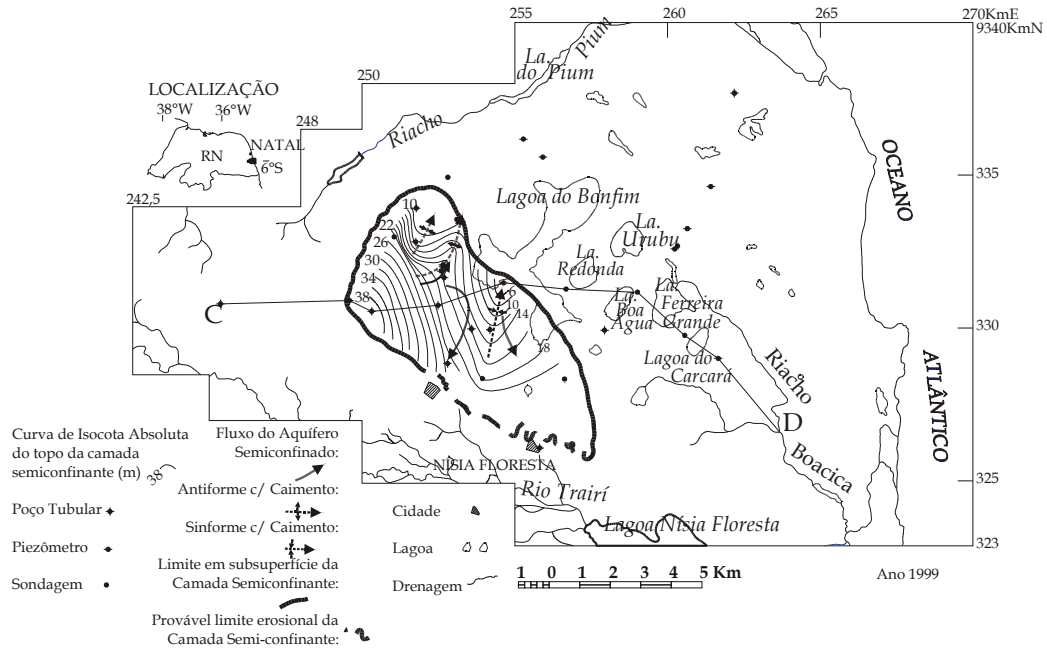 255
260
265
270KmE
9340KmN
Pium
La.
do Pium
250
LOCALIZAÇÃO
38°W
36°W
248
Riacho
NATAL
RN
6°S
OCEANO
335
242,5
Lagoa do Bonfim
10
22
26
30
34
38
La.
Urubu
La.
Redonda
La.
Ferreira
Grande
La.
Boa
Água
6
10
14
18
C
330
Lagoa do
Carcará
Riacho
ATLÂNTICO
D
Boacica
Curva de Isocota Absoluta
do topo da camada
semiconfinante (m)
38
Fluxo do Aquífero
Semiconfinado:
NÍSIA FLORESTA
325
Antiforme c/ Caimento:
Rio Trairí
Poço Tubular
Cidade
Sinforme c/ Caimento:
Lagoa Nísia Floresta
323
Piezômetro
Lagoa
Limite em subsuperfície da
Camada Semiconfinante:
Sondagem
Drenagem
1 0 1 2 3 4 5 Km
Ano 1999
Provável limite erosional da
Camada Semi-confinante: